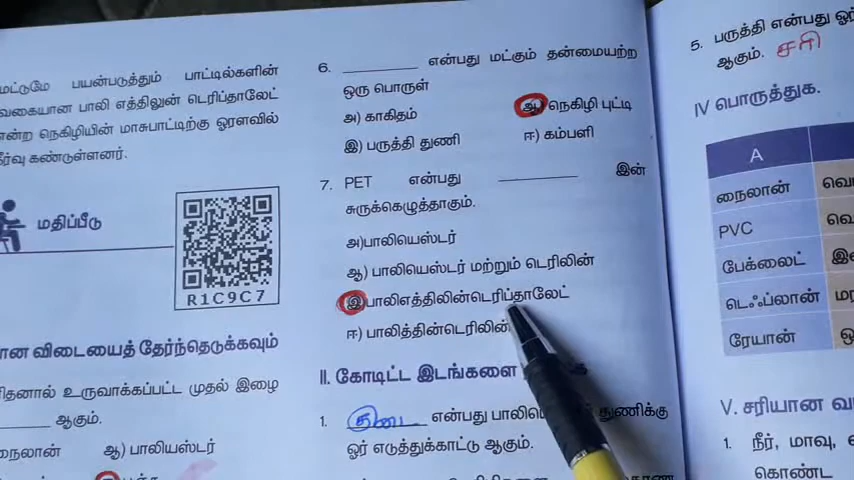 மட்டுமே பயன்படுத்தும் பாட்டில்களின்
வகையான பாலி எத்திலுன் டெரிப்தாலேட்
என்ற நெகிழியின் மாசுபாட்டிற்கு ஓரளவில்
தீர்வு கண்டுள்ளனர்.
மதிப்பீடு
R1C9C7
விடையைத் தேர்ந்தெடுக்கவும்
உருவாக்கப்பட்ட முதல் இழை
ஆகும்.
ஆ) பாலியஸ்டர்
6. ________ என்பது மட்கும் தன்மையற்ற
ஒரு பொருள்
அ) காகிதம் ஆ நெகிழி புட்டி
இ) பருத்தி துணி ஈ) கம்பளி
7. PET என்பது ________ இன்
சுருக்கெழுத்தாகும்.
அ)பாலியெஸ்டர்
ஆ) பாலியெஸ்டர் மற்றும் டெரிலின்
இ பாலிஎத்திலின்டெரிப்தாலேட்
ஈ) பாலித்தின்டெரிலின்
II. கோடிட்ட இடங்களை
1. குடை என்பது துணிக்கு
ஓர் எடுத்துக்காட்டு ஆகும்.
5. பருத்தி என்பது ஓர்
ஆகும். சரி
IV பொருத்துக.
A
நைலான்
PVC
பேக்லைட்
டெஃப்லான்
ரேயான்
V. சரியான
1. நீர், மாவு,
கொண்ட